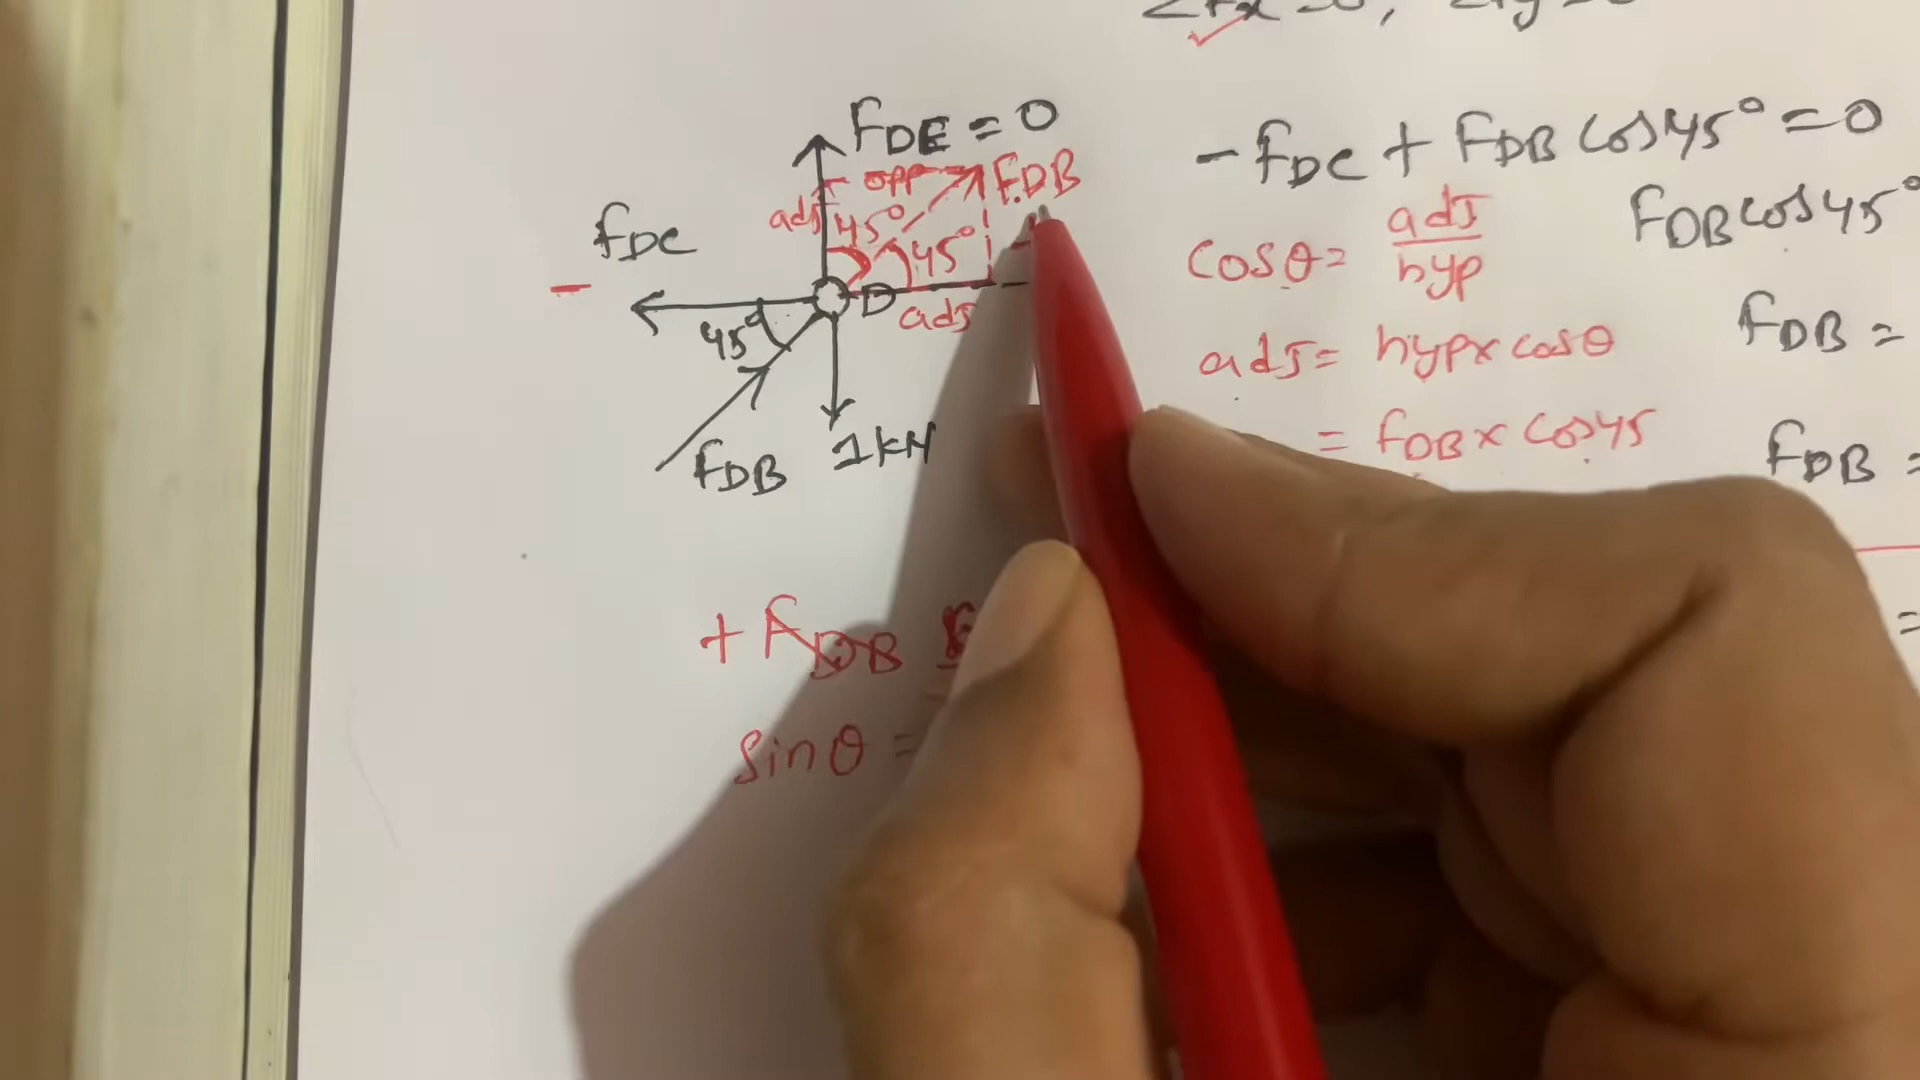 FDE = 0
opp
FDB
adj
45°
45°
FDC
-
D
adj
45°
FDB
1kN
-FDC + FDB cos45° = 0
cosθ = adj/hyp
FDB cos45°
adj = hyp x cosθ
FDB =
= FDB x cos45
FDB =
=
+ FDB
sinθ =